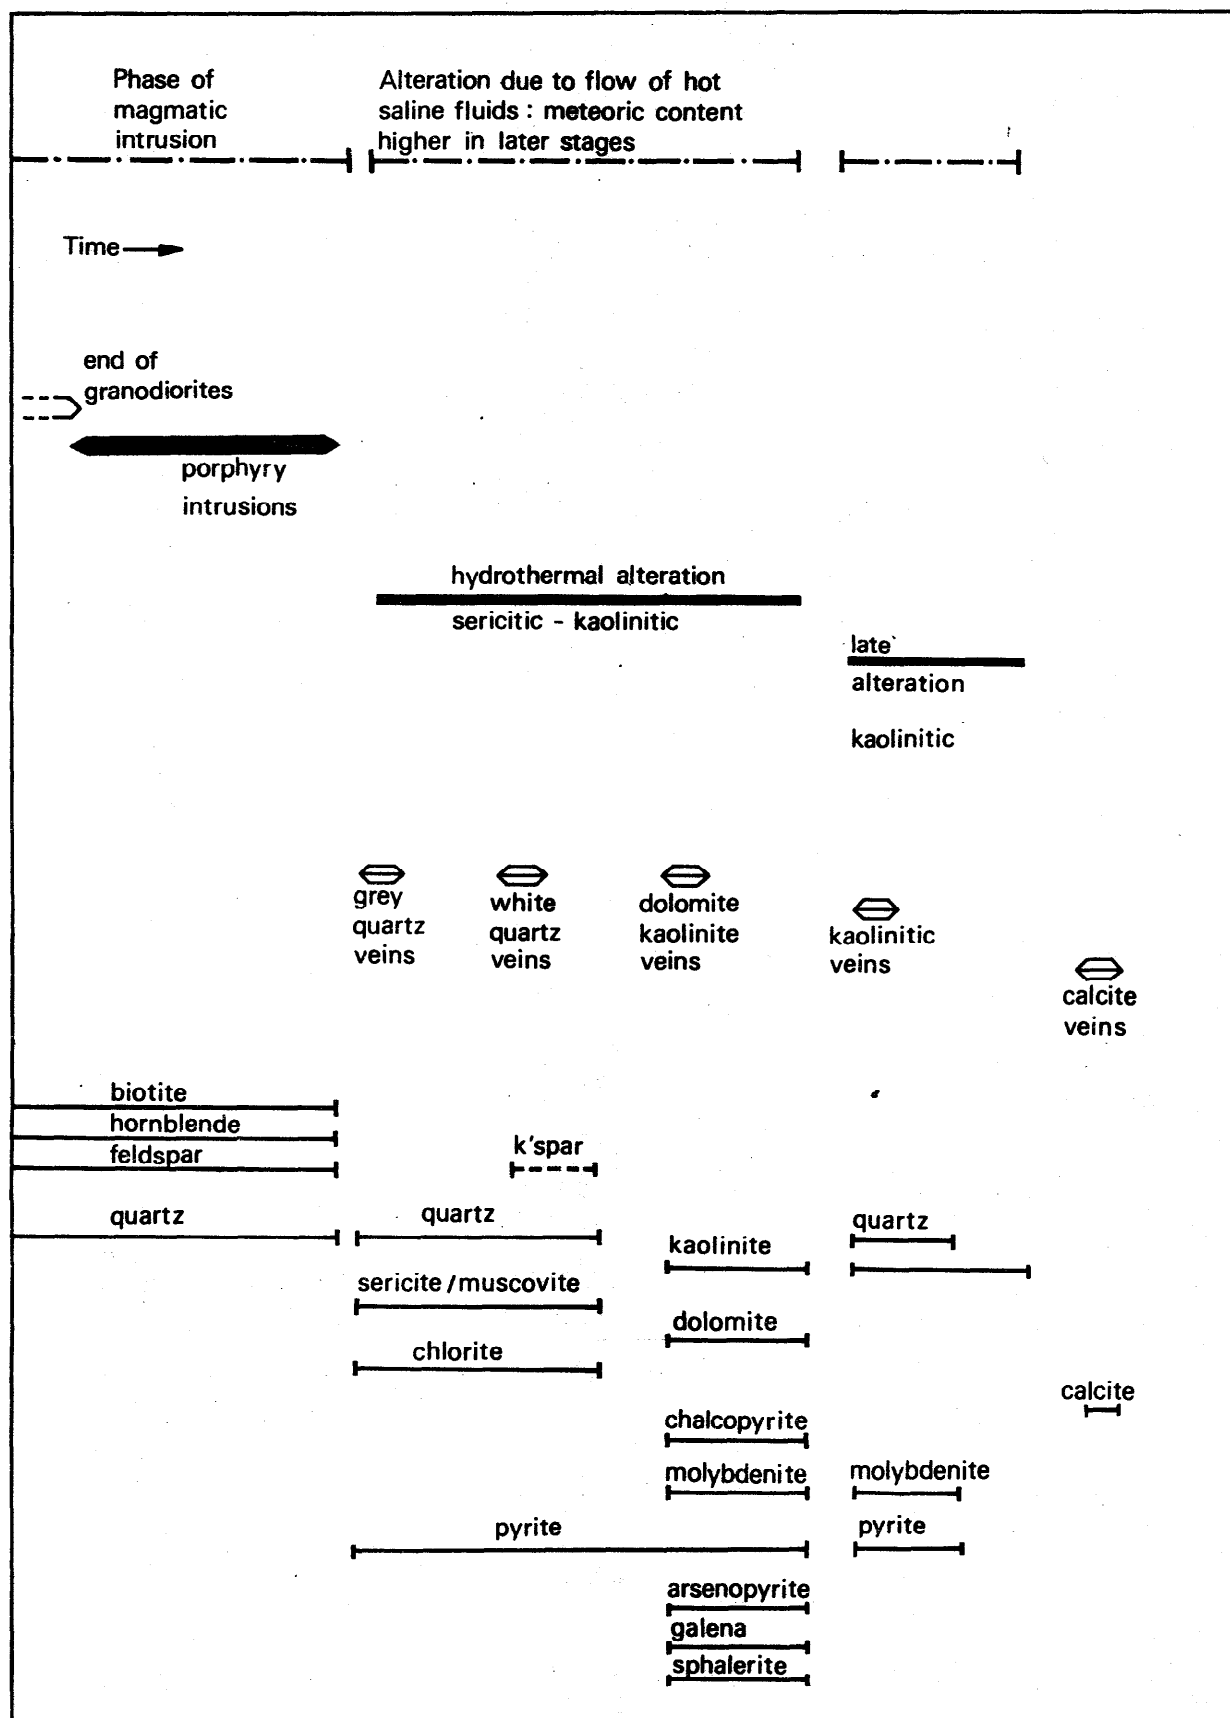 Phase of
magmatic
intrusion
Alteration due to flow of hot
saline fluids : meteoric content
higher in later stages
Time
end of
granodiorites
porphyry
intrusions
hydrothermal alteration
sericitic - kaolinitic
late
alteration
kaolinitic
grey
quartz
veins
white
quartz
veins
dolomite
kaolinite
veins
kaolinitic
veins
calcite
veins
biotite
hornblende
feldspar
k'spar
quartz
quartz
quartz
kaolinite
sericite/muscovite
dolomite
chlorite
calcite
chalcopyrite
molybdenite
molybdenite
pyrite
pyrite
arsenopyrite
galena
sphalerite